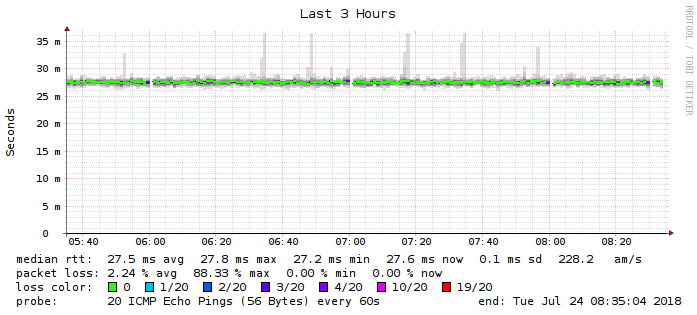 Last 3 Hours
RRDTOOL / TOBI OETIKER
Seconds
35 m
30 m
25 m
20 m
15 m
10 m
5 m
0
05:40 06:00 06:20 06:40 07:00 07:20 07:40 08:00 08:20
median rtt: 27.5 ms avg 27.8 ms max 27.2 ms min 27.6 ms now 0.1 ms sd 228.2 am/s
packet loss: 2.24 % avg 88.33 % max 0.00 % min 0.00 % now
loss color: 0 1/20 2/20 3/20 4/20 10/20 19/20
probe: 20 ICMP Echo Pings (56 Bytes) every 60s end: Tue Jul 24 08:35:04 2018